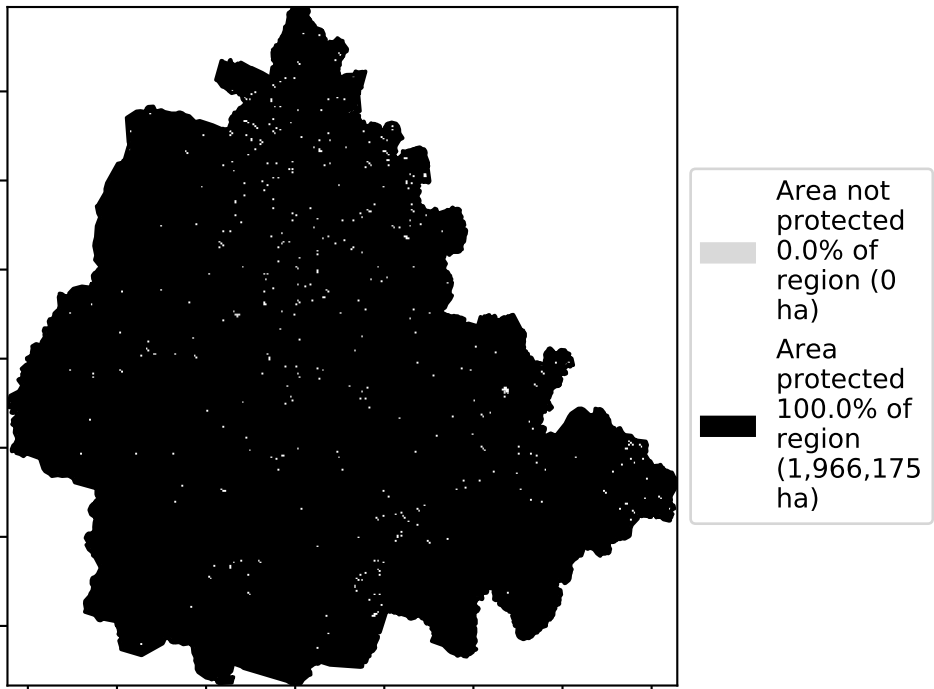 Area not
protected
0.0% of
region (0
ha)
Area
protected
100.0% of
region
(1,966,175
ha)